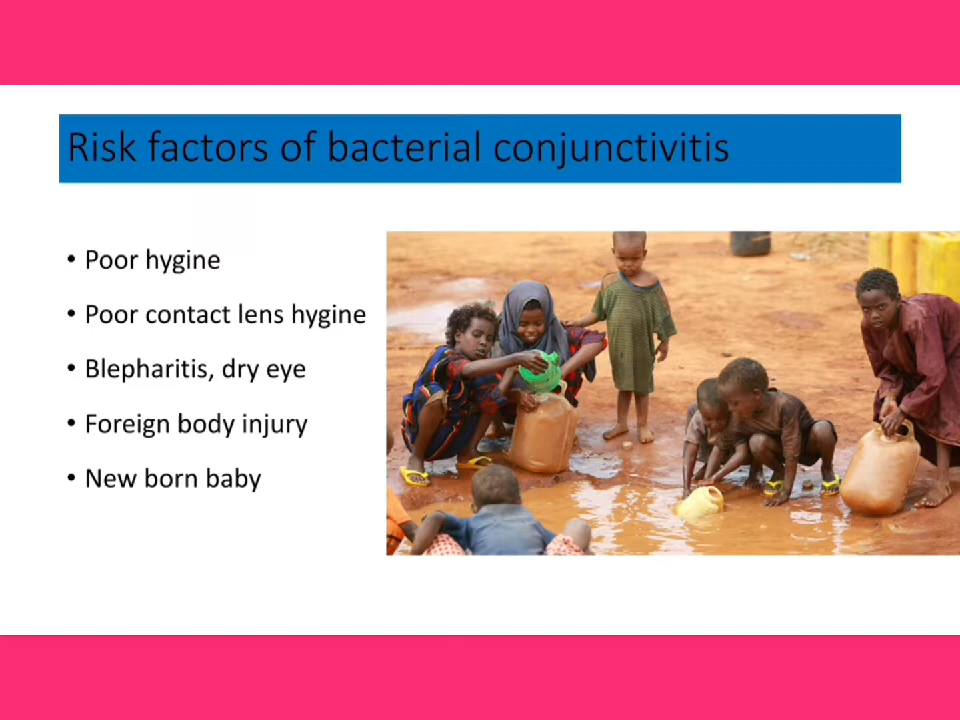 Risk factors of bacterial conjunctivitis
• Poor hygine
• Poor contact lens hygine
• Blepharitis, dry eye
• Foreign body injury
• New born baby